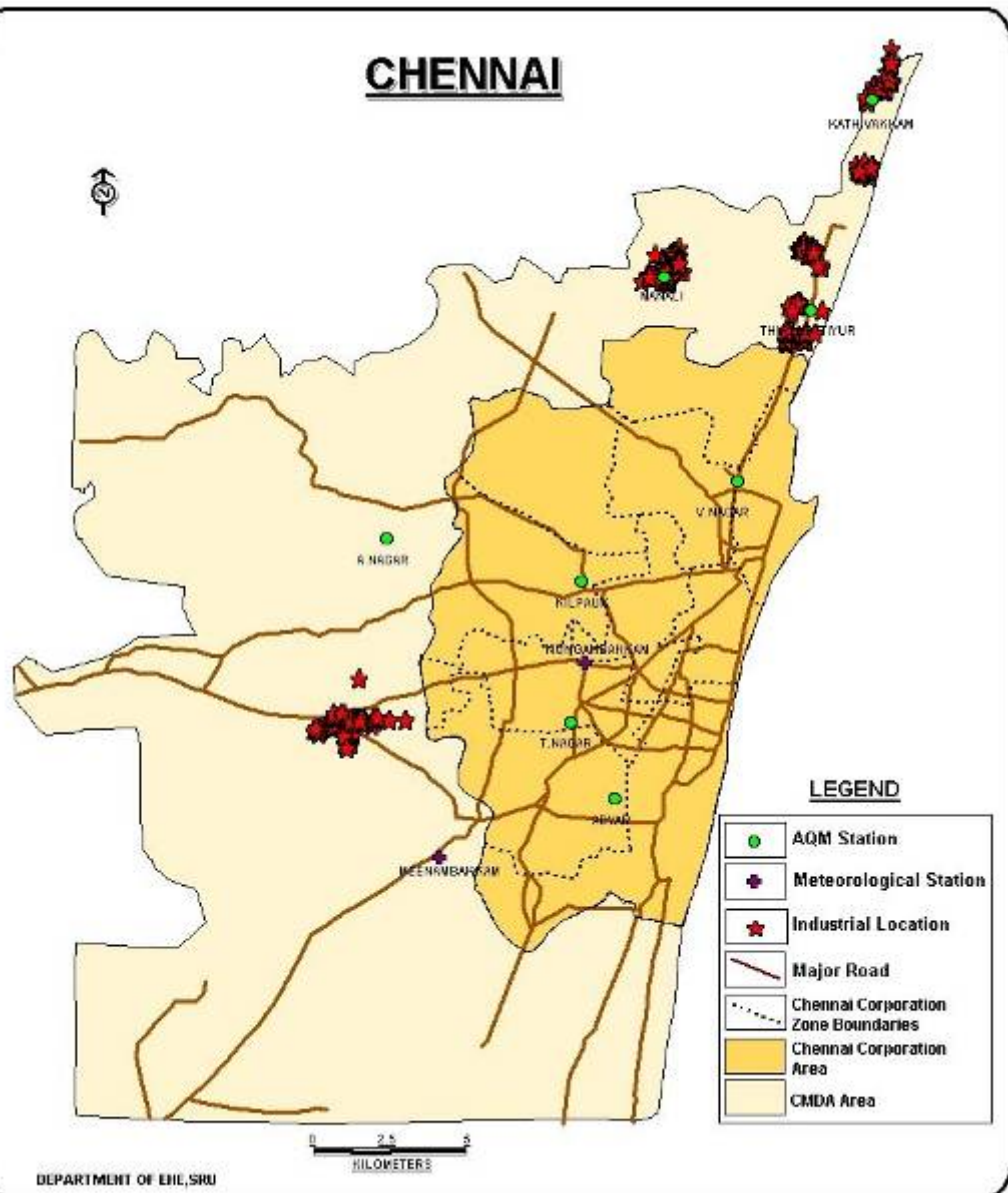 CHENNAI
N
KATHIVAKKAM
MANALI
V.NAGAR
A.NAGAR
KILPAUK
T.NAGAR
ADYAR
MEENAMBAKKAM
LEGEND
AQM Station
Meteorological Station
Industrial Location
Major Road
Chennai Corporation
Zone Boundaries
Chennai Corporation
Area
CMDA Area
0 2.5 5
KILOMETERS
DEPARTMENT OF EHE,SRU